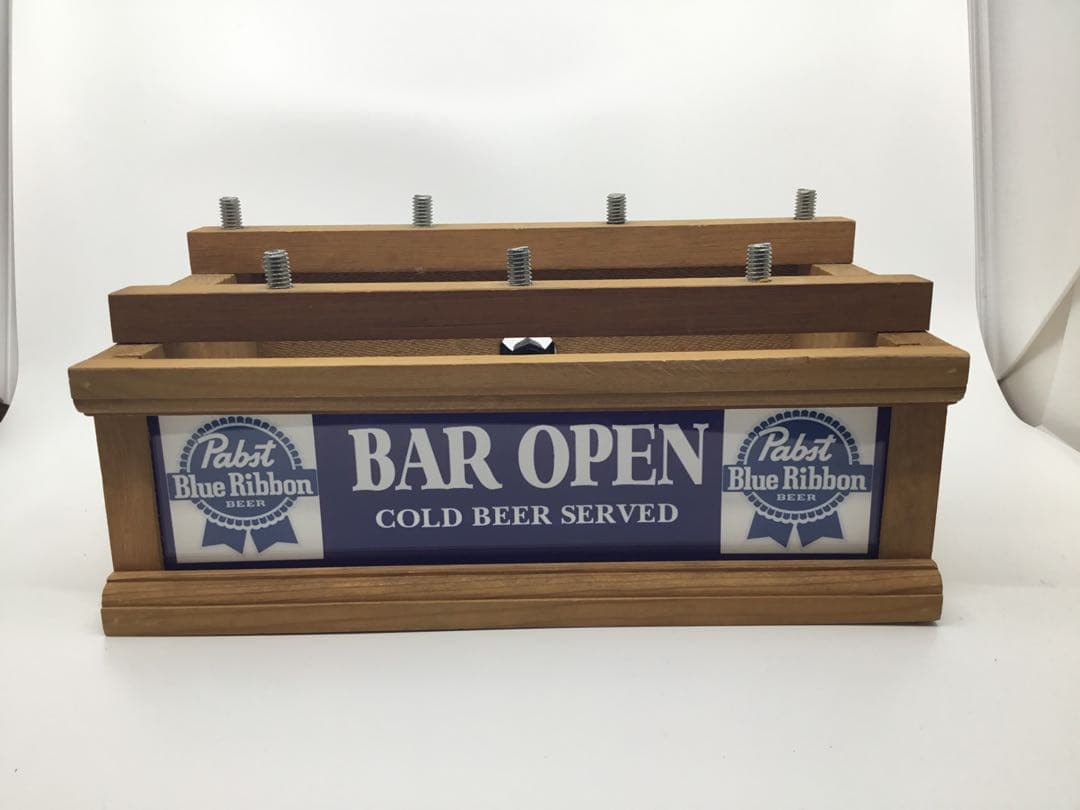 Pabst
Blue Ribbon
BEER
BAR OPEN
COLD BEER SERVED
Pabst
Blue Ribbon
BEER